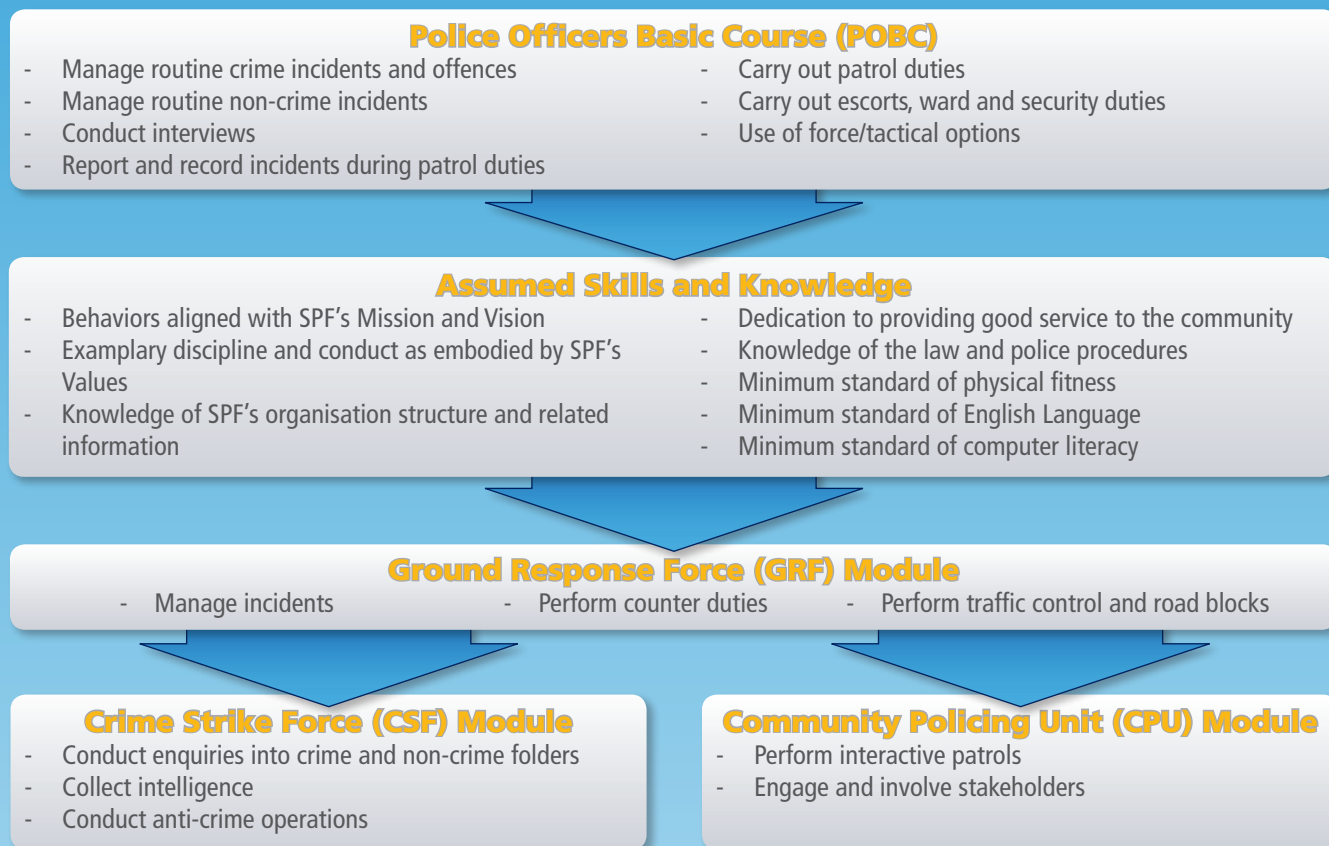 Police Officers Basic Course (POBC)
- Manage routine crime incidents and offences
- Manage routine non-crime incidents
- Conduct interviews
- Report and record incidents during patrol duties
- Carry out patrol duties
- Carry out escorts, ward and security duties
- Use of force/tactical options
Assumed Skills and Knowledge
- Behaviors aligned with SPF's Mission and Vision
- Examplary discipline and conduct as embodied by SPF's
Values
- Knowledge of SPF's organisation structure and related
information
- Dedication to providing good service to the community
- Knowledge of the law and police procedures
- Minimum standard of physical fitness
- Minimum standard of English Language
- Minimum standard of computer literacy
Ground Response Force (GRF) Module
- Manage incidents
- Perform counter duties
- Perform traffic control and road blocks
Crime Strike Force (CSF) Module
- Conduct enquiries into crime and non-crime folders
- Collect intelligence
- Conduct anti-crime operations
Community Policing Unit (CPU) Module
- Perform interactive patrols
- Engage and involve stakeholders